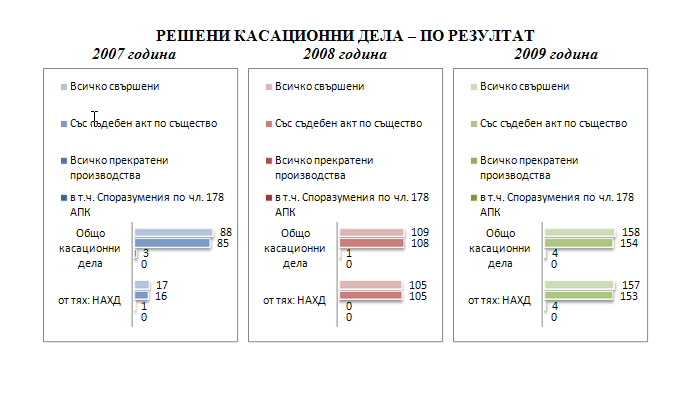 РЕШЕНИ КАСАЦИОННИ ДЕЛА – ПО РЕЗУЛТАТ
2007 година
2008 година
2009 година
Всичко свършени
Със съдебен акт по същество
Всичко прекратени
производства
в т.ч. Споразумения по чл. 178
АПК
Общо
касационни
дела
88
85
3
0
от тях: НАХД
17
16
1
0
Всичко свършени
Със съдебен акт по същество
Всичко прекратени
производства
в т.ч. Споразумения по чл. 178
АПК
Общо
касационни
дела
109
108
1
0
от тях: НАХД
105
105
0
0
Всичко свършени
Със съдебен акт по същество
Всичко прекратени
производства
в т.ч. Споразумения по чл. 178
АПК
Общо
касационни
дела
158
154
4
0
от тях: НАХД
157
153
4
0